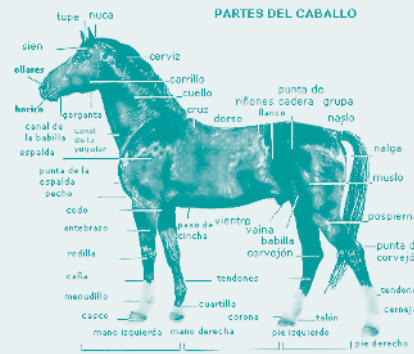 PARTES DEL CABALLO
tupe nuca
sien
cerviz
ollares
carrillo
cuello
punta de
cadera
riñones
grupa
hocico
cruz
dorso
flanco
naslo
garganta
canal de
la babilla
canal
de la
yugular
espalda
nalga
punta de la
espalda
muslo
pecho
codo
paso de
cincha
vientre
vaina
babilla
corvejón
pospierna
antebrazo
punta de
corvejó
rodilla
caña
tendones
tendone
menudillo
cuartilla
corona
talón
cerneja
casco
mano izquierda
mano derecha
pie izquierdo
pie derecho